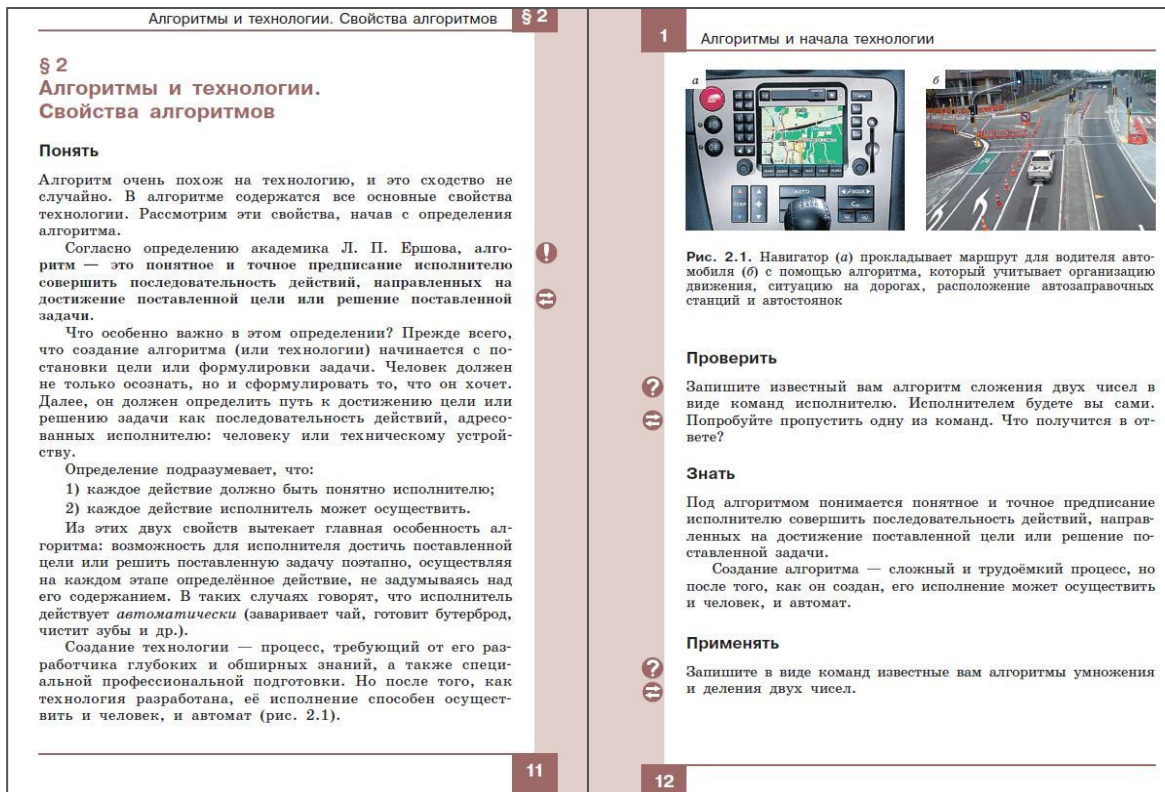 Алгоритмы и технологии. Свойства алгоритмов § 2
§ 2
Алгоритмы и технологии.
Свойства алгоритмов
Понять
Алгоритм очень похож на технологию, и это сходство не
случайно. В алгоритме содержатся все основные свойства
технологии. Рассмотрим эти свойства, начав с определения
алгоритма.
Согласно определению академика Л. П. Ершова, алго-
ритм — это понятное и точное предписание исполнителю
совершить последовательность действий, направленных на
достижение поставленной цели или решение поставленной
задачи.
Что особенно важно в этом определении? Прежде всего,
что создание алгоритма (или технологии) начинается с по-
становки цели или формулировки задачи. Человек должен
не только осознать, но и сформулировать то, что он хочет.
Далее, он должен определить путь к достижению цели или
решению задачи как последовательность действий, адресо-
ванных исполнителю: человеку или техническому устрой-
ству.
Определение подразумевает, что:
1) каждое действие должно быть понятно исполнителю;
2) каждое действие исполнитель может осуществить.
Из этих двух свойств вытекает главная особенность ал-
горитма: возможность для исполнителя достичь поставленной
цели или решить поставленную задачу поэтапно, осуществляя
на каждом этапе определённое действие, не задумываясь над
его содержанием. В таких случаях говорят, что исполнитель
действует автоматически (заваривает чай, готовит бутерброд,
чистит зубы и др.).
Создание технологии — процесс, требующий от его раз-
работчика глубоких и обширных знаний, а также специ-
альной профессиональной подготовки. Но после того, как
технология разработана, её исполнение способен осущест-
вить и человек, и автомат (рис. 2.1).
11
1 Алгоритмы и начала технологии
а
б
AUTO
MODE
Рис. 2.1. Навигатор (а) прокладывает маршрут для водителя авто-
мобиля (б) с помощью алгоритма, который учитывает организацию
движения, ситуацию на дорогах, расположение автозаправочных
станций и автостоянок
Проверить
Запишите известный вам алгоритм сложения двух чисел в
виде команд исполнителю. Исполнителем будете вы сами.
Попробуйте пропустить одну из команд. Что получится в от-
вете?
Знать
Под алгоритмом понимается понятное и точное предписание
исполнителю совершить последовательность действий, направ-
ленных на достижение поставленной цели или решение по-
ставленной задачи.
Создание алгоритма — сложный и трудоёмкий процесс, но
после того, как он создан, его исполнение может осуществить
и человек, и автомат.
Применять
Запишите в виде команд известные вам алгоритмы умножения
и деления двух чисел.
12